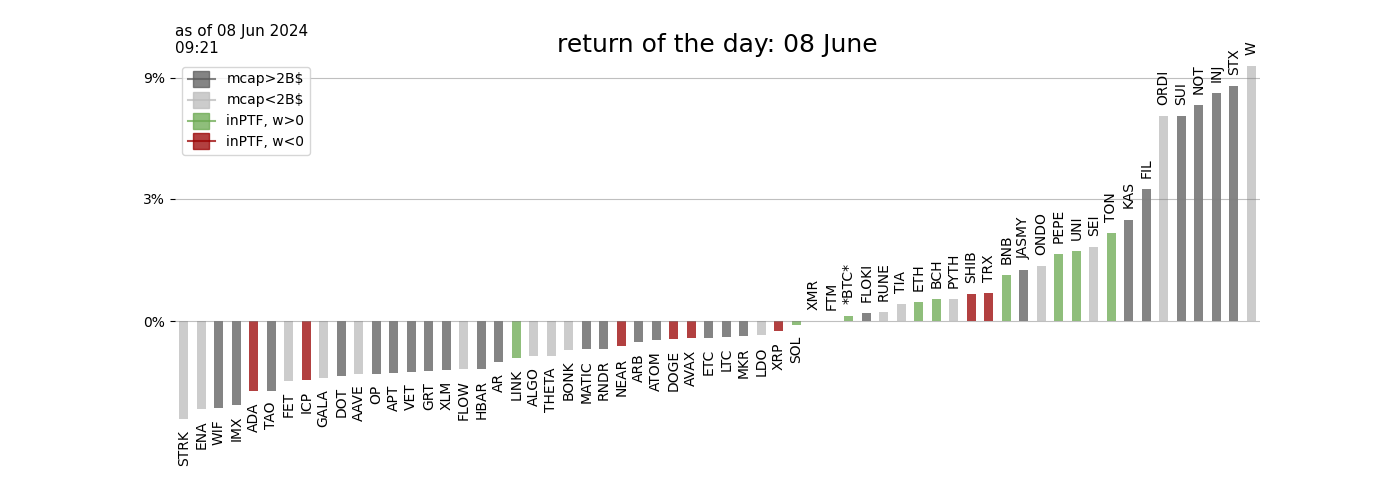 as of 08 Jun 2024
09:21
return of the day: 08 June
mcap>2B$
mcap<2B$
inPTF, w>0
inPTF, w<0
9%
3%
0%
STRK
ENA
WIF
IMX
ADA
TAO
FET
ICP
GALA
DOT
AAVE
OP
APT
VET
GRT
XLM
FLOW
HBAR
AR
LINK
ALGO
THETA
BONK
MATIC
RNDR
NEAR
ARB
ATOM
DOGE
AVAX
ETC
LTC
MKR
LDO
XRP
SOL
XMR
FTM
*BTC*
FLOKI
RUNE
TIA
ETH
BCH
PYTH
SHIB
TRX
BNB
JASMY
ONDO
PEPE
UNI
SEI
TON
KAS
FIL
ORDI
SUI
NOT
INJ
STX
W